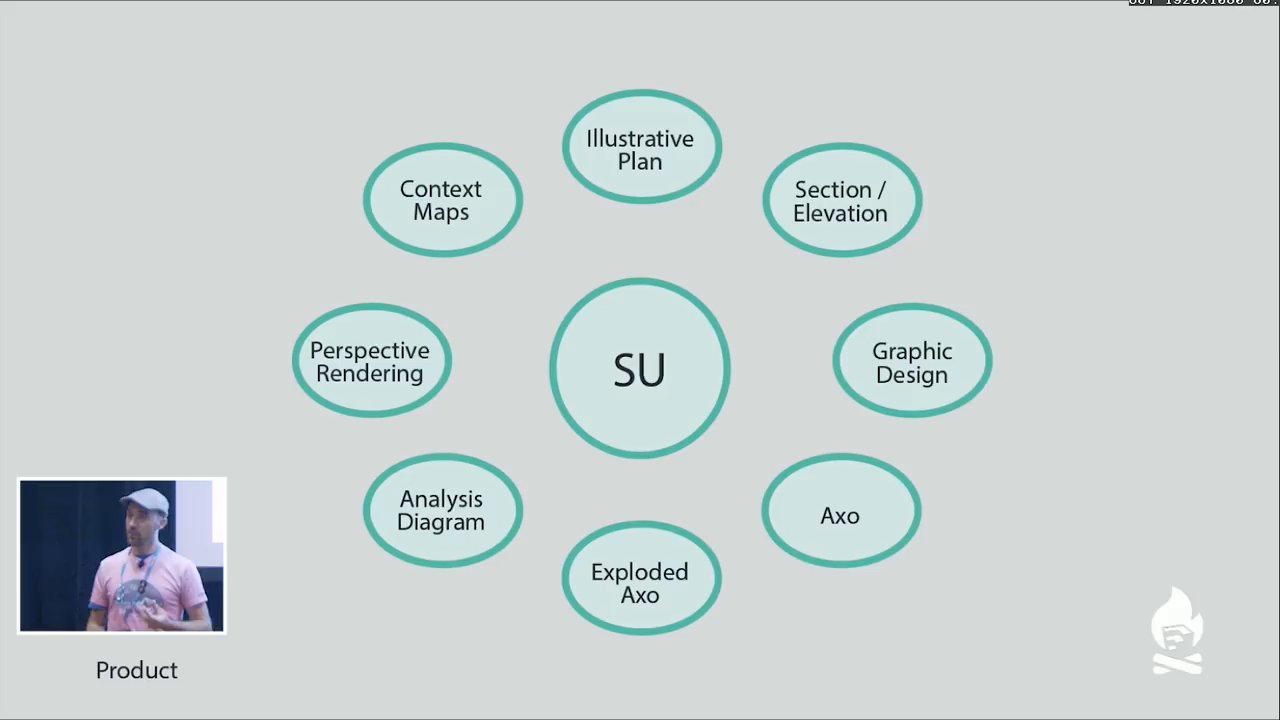 Illustrative
Plan
Context
Maps
Section /
Elevation
Perspective
Rendering
SU
Graphic
Design
Analysis
Diagram
Axo
Exploded
Axo
Product